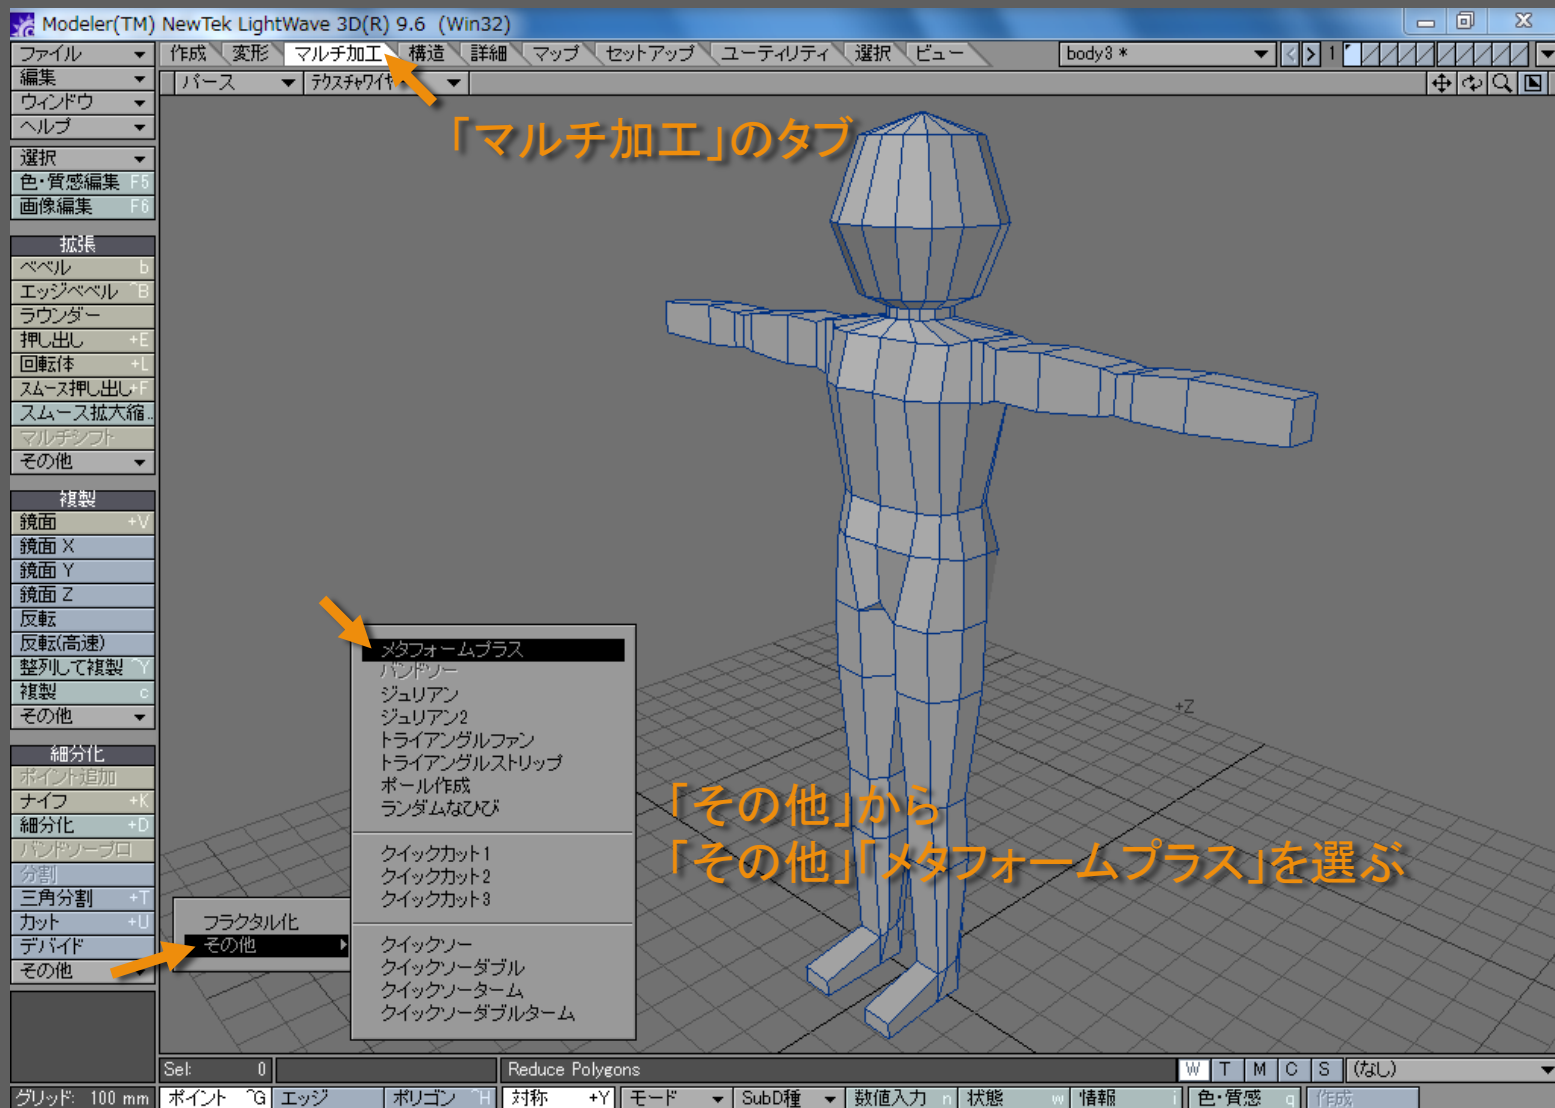 Modeler(TM) NewTek LightWave 3D(R) 9.6 (Win32)
ファイル
編集
ウィンドウ
ヘルプ
選択
色・質感編集 F5
画像編集 F6
拡張
ベベル b
エッジベベル ^B
ラウンダー
押し出し +E
回転体 +L
スムース押し出し +F
スムース拡大縮..
マルチシフト
その他
複製
鏡面 +V
鏡面 X
鏡面 Y
鏡面 Z
反転
反転(高速)
整列して複製 ^Y
複製 c
その他
細分化
ポイント追加
ナイフ +K
細分化 +D
バンドソープロ
分割
三角分割 +T
カット +U
デバイド
その他
作成 変形 マルチ加工 構造 詳細 マップ セットアップ ユーティリティ 選択 ビュー
body3 * 1
パース テクスチャワイヤ
「マルチ加工」のタブ
フラクタル化
その他
メタフォームプラス
バンドソー
ジュリアン
ジュリアン2
トライアングルファン
トライアングルストリップ
ポール作成
ランダムなひび
クイックカット1
クイックカット2
クイックカット3
クイックソー
クイックソーダブル
クイックソーターム
クイックソーダブルターム
+Z
「その他」から
「その他」「メタフォームプラス」を選ぶ
Sel: 0 Reduce Polygons W T M C S (なし)
グリッド: 100 mm ポイント ^G エッジ ポリゴン ^H 対称 +Y モード SubD種 数値入力 n 状態 w 情報 i 色・質感 q 作成